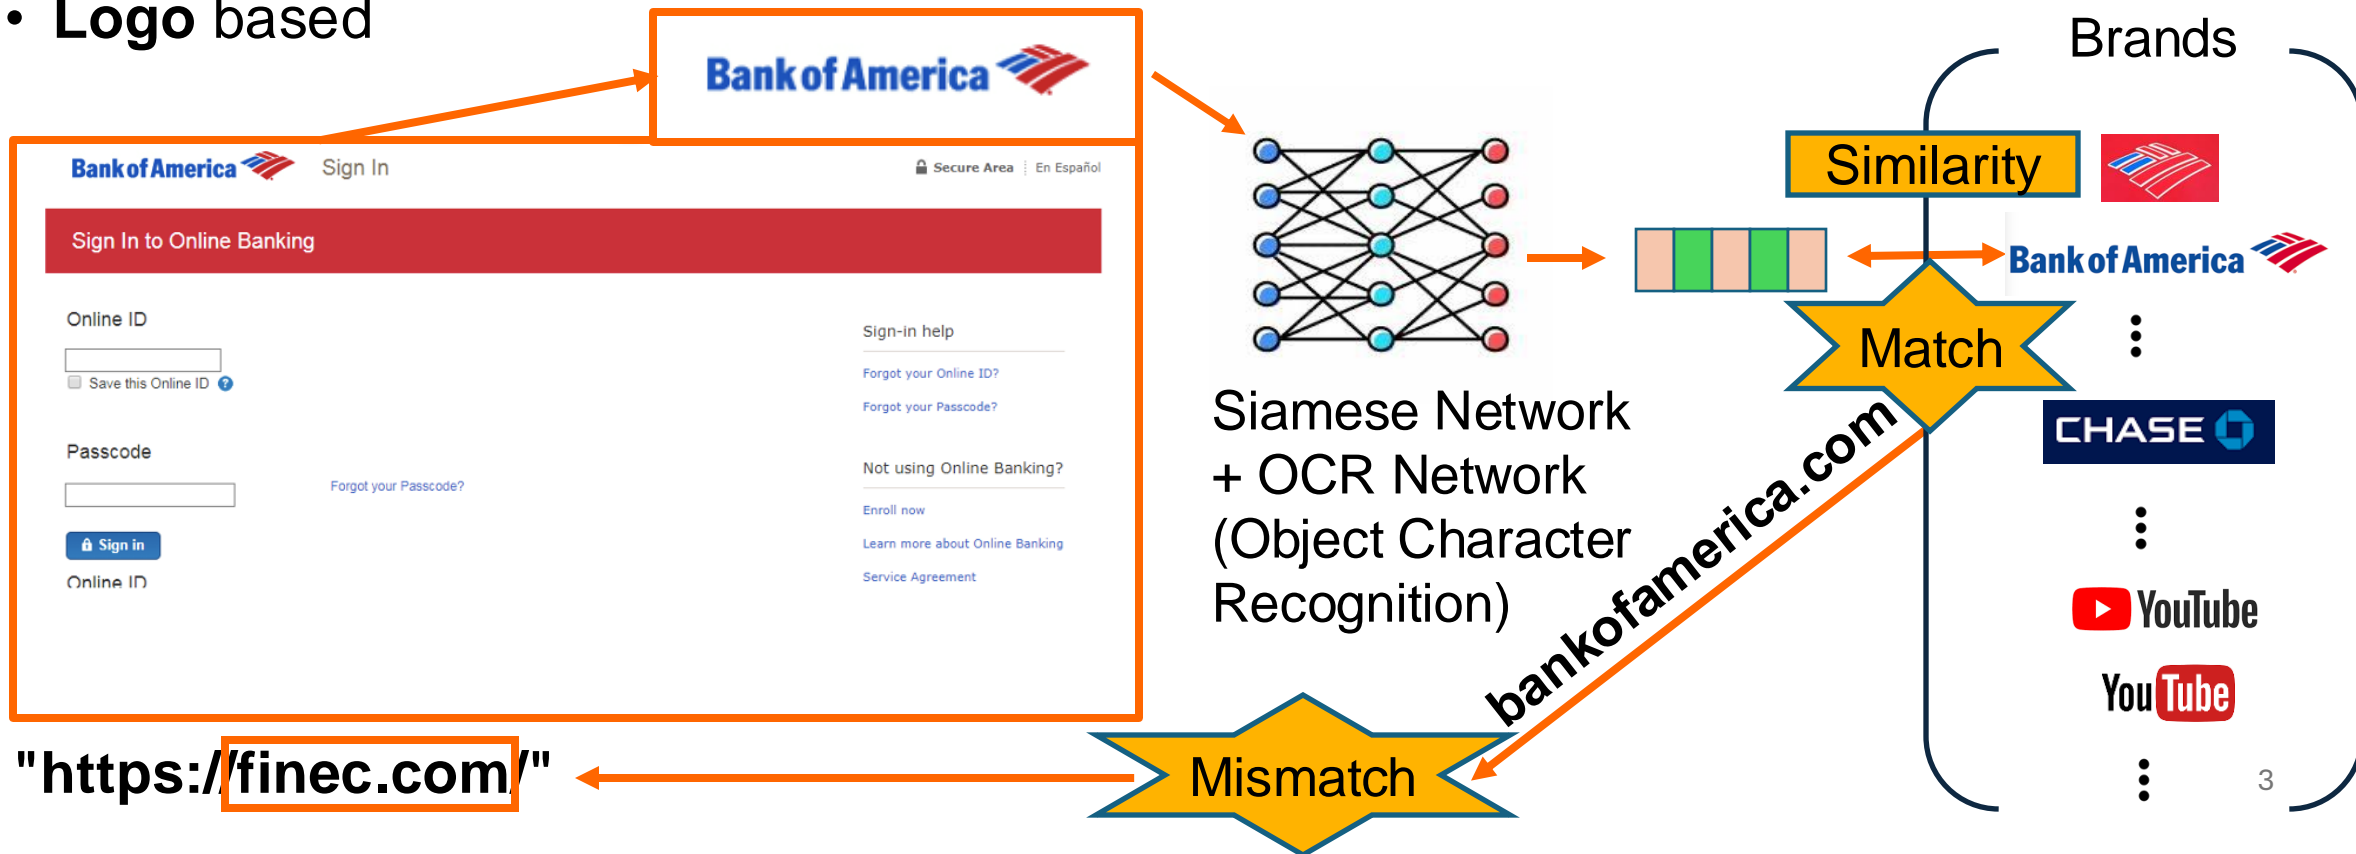 • Logo based
Bank of America
Bank of America Sign In
Secure Area En Español
Sign In to Online Banking
Online ID
Save this Online ID ?
Passcode
Forgot your Passcode?
Sign in
Online ID
Sign-in help
Forgot your Online ID?
Forgot your Passcode?
Not using Online Banking?
Enroll now
Learn more about Online Banking
Service Agreement
"https://finec.com/"
Siamese Network
+ OCR Network
(Object Character
Recognition)
Brands
Similarity
Bank of America
Match
CHASE
YouTube
YouTube
bankofamerica.com
Mismatch
3